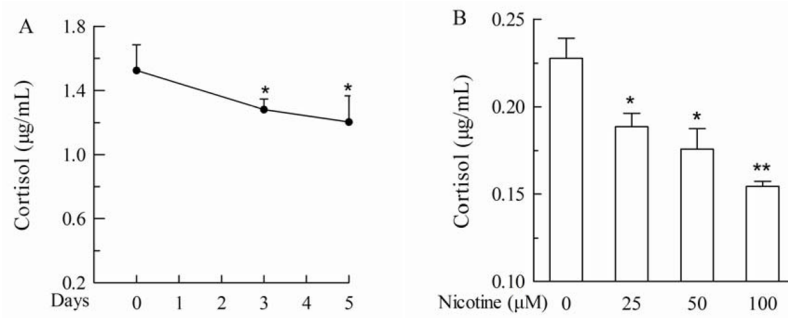 A
Cortisol (μg/mL)
1.8
1.4
1.0
0.6
0.2
*
*
Days 0 1 2 3 4 5
B
Cortisol (μg/mL)
0.25
0.20
0.15
0.10
*
*
**
Nicotine (μM) 0 25 50 100